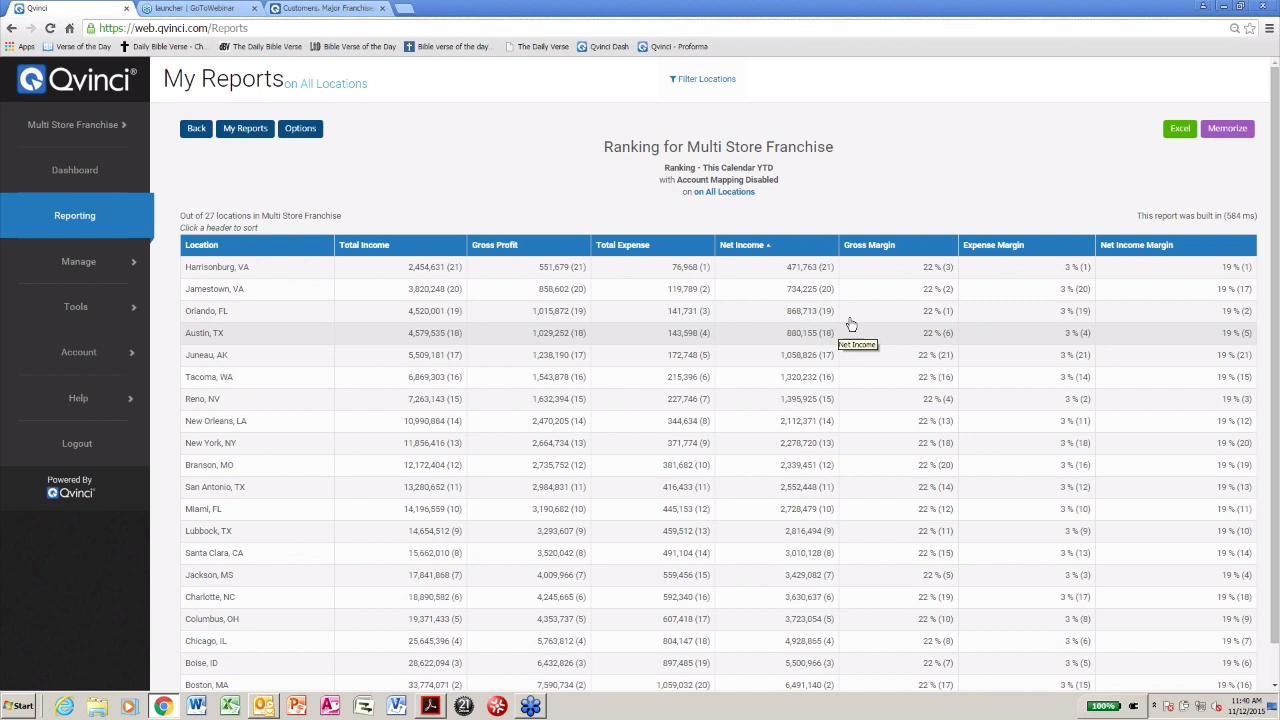 Qvinci
launcher | GoToWebinar
Customers. Major Franchise
https://web.qvinci.com/Reports
Apps
Verse of the Day
Daily Bible Verse - Ch...
The Daily Bible Verse
Bible Verse of the Day
Bible verse of the day...
The Daily Verse
Qvinci Dash
Qvinci - Proforma
Qvinci®
My Reports on All Locations
Filter Locations
Multi Store Franchise
Dashboard
Reporting
Manage
Tools
Account
Help
Logout
Powered By
Qvinci
Back
My Reports
Options
Excel
Memorize
Ranking for Multi Store Franchise
Ranking - This Calendar YTD
with Account Mapping Disabled
on on All Locations
Out of 27 locations in Multi Store Franchise
This report was built in (584 ms)
Click a header to sort
Location Total Income Gross Profit Total Expense Net Income Gross Margin Expense Margin Net Income Margin
Harrisonburg, VA 2,454,631 (21) 551,679 (21) 76,968 (1) 471,763 (21) 22 % (3) 3 % (1) 19 % (1)
Jamestown, VA 3,820,248 (20) 858,602 (20) 119,789 (2) 734,225 (20) 22 % (2) 3 % (20) 19 % (17)
Orlando, FL 4,520,001 (19) 1,015,872 (19) 141,731 (3) 868,713 (19) 22 % (1) 3 % (19) 19 % (2)
Austin, TX 4,579,535 (18) 1,029,252 (18) 143,598 (4) 880,155 (18) 22 % (6) 3 % (4) 19 % (5)
Net Income
Juneau, AK 5,509,181 (17) 1,238,190 (17) 172,748 (5) 1,058,826 (17) 22 % (21) 3 % (21) 19 % (21)
Tacoma, WA 6,869,303 (16) 1,543,878 (16) 215,396 (6) 1,320,232 (16) 22 % (16) 3 % (14) 19 % (15)
Reno, NV 7,263,143 (15) 1,632,394 (15) 227,746 (7) 1,395,925 (15) 22 % (4) 3 % (2) 19 % (3)
New Orleans, LA 10,990,884 (14) 2,470,205 (14) 344,634 (8) 2,112,371 (14) 22 % (13) 3 % (11) 19 % (12)
New York, NY 11,856,416 (13) 2,664,734 (13) 371,774 (9) 2,278,720 (13) 22 % (18) 3 % (18) 19 % (20)
Branson, MO 12,172,404 (12) 2,735,752 (12) 381,682 (10) 2,339,451 (12) 22 % (20) 3 % (16) 19 % (19)
San Antonio, TX 13,280,652 (11) 2,984,831 (11) 416,433 (11) 2,552,448 (11) 22 % (14) 3 % (12) 19 % (13)
Miami, FL 14,196,559 (10) 3,190,682 (10) 445,153 (12) 2,728,479 (10) 22 % (12) 3 % (10) 19 % (11)
Lubbock, TX 14,654,512 (9) 3,293,607 (9) 459,512 (13) 2,816,494 (9) 22 % (11) 3 % (9) 19 % (10)
Santa Clara, CA 15,662,010 (8) 3,520,042 (8) 491,104 (14) 3,010,128 (8) 22 % (15) 3 % (13) 19 % (14)
Jackson, MS 17,841,868 (7) 4,009,966 (7) 559,456 (15) 3,429,082 (7) 22 % (5) 3 % (3) 19 % (4)
Charlotte, NC 18,890,582 (6) 4,245,665 (6) 592,340 (16) 3,630,637 (6) 22 % (19) 3 % (17) 19 % (18)
Columbus, OH 19,371,433 (5) 4,353,737 (5) 607,418 (17) 3,723,054 (5) 22 % (10) 3 % (8) 19 % (9)
Chicago, IL 25,645,396 (4) 5,763,812 (4) 804,147 (18) 4,928,865 (4) 22 % (8) 3 % (6) 19 % (7)
Boise, ID 28,622,094 (3) 6,432,826 (3) 897,485 (19) 5,500,966 (3) 22 % (7) 3 % (5) 19 % (6)
Boston, MA 33,774,071 (2) 7,590,734 (2) 1,059,032 (20) 6,491,140 (2) 22 % (17) 3 % (15) 19 % (16)
Start
100%
11:40 AM
11/12/2015